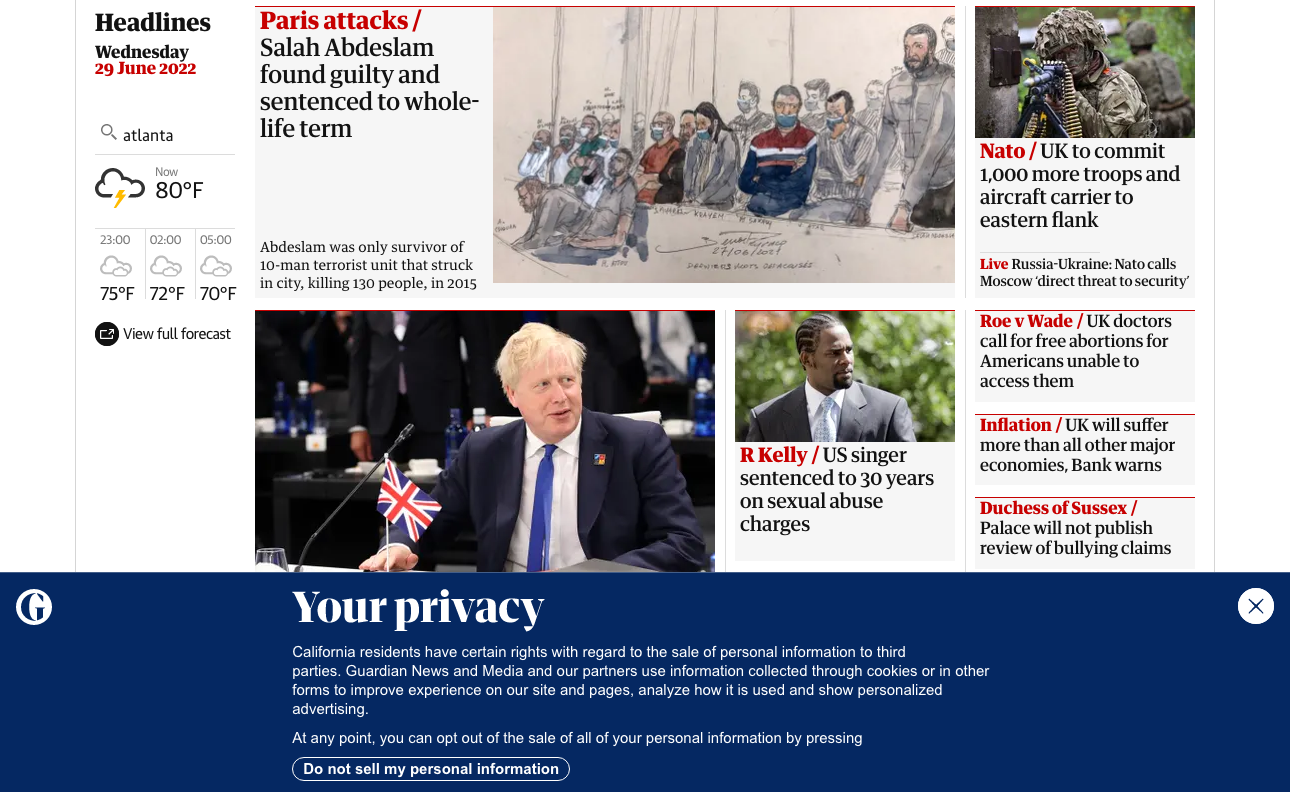 Headlines
Wednesday
29 June 2022
atlanta
Now
80°F
23:00
02:00
05:00
75°F
72°F
70°F
View full forecast
Paris attacks /
Salah Abdeslam
found guilty and
sentenced to whole-
life term
Abdeslam was only survivor of
10-man terrorist unit that struck
in city, killing 130 people, in 2015
Nato / UK to commit
1,000 more troops and
aircraft carrier to
eastern flank
Live Russia-Ukraine: Nato calls
Moscow ‘direct threat to security’
R Kelly / US singer
sentenced to 30 years
on sexual abuse
charges
Roe v Wade / UK doctors
call for free abortions for
Americans unable to
access them
Inflation / UK will suffer
more than all other major
economies, Bank warns
Duchess of Sussex /
Palace will not publish
review of bullying claims
Your privacy
California residents have certain rights with regard to the sale of personal information to third
parties. Guardian News and Media and our partners use information collected through cookies or in other
forms to improve experience on our site and pages, analyze how it is used and show personalized
advertising.
At any point, you can opt out of the sale of all of your personal information by pressing
Do not sell my personal information